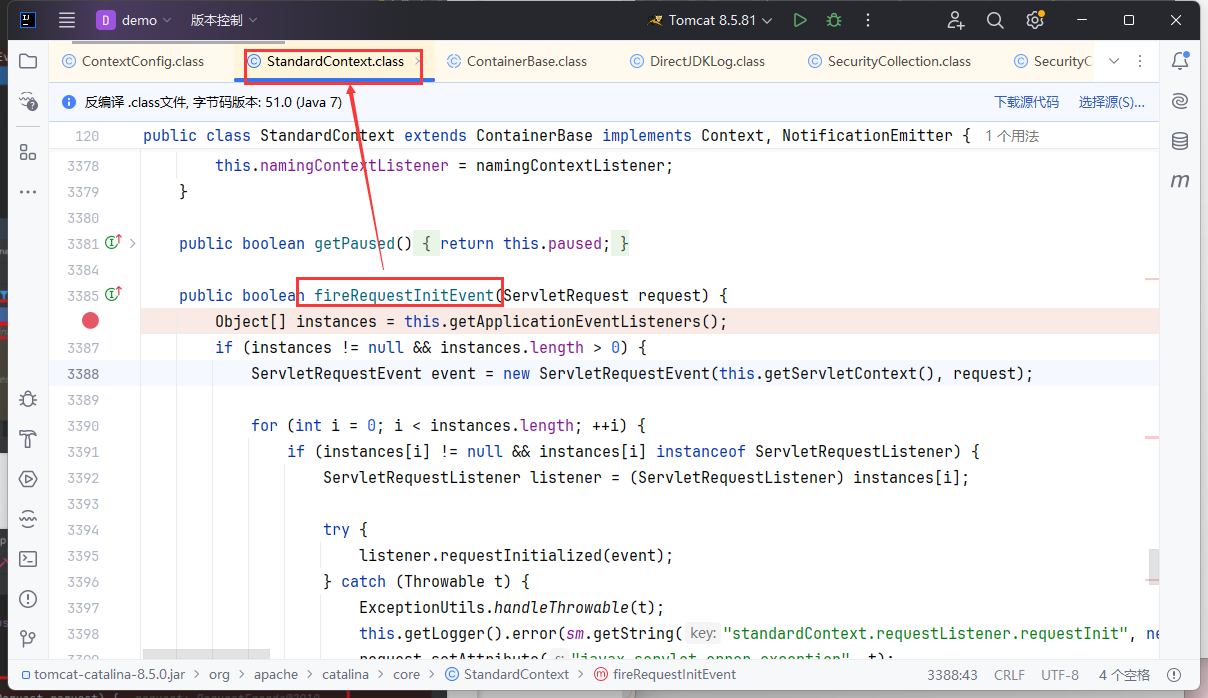 D demo 版本控制 Tomcat 8.5.81
ContextConfig.class StandardContext.class ContainerBase.class DirectJDKLog.class SecurityCollection.class SecurityC
反编译 .class文件, 字节码版本: 51.0 (Java 7) 下载源代码 选择源(S)...
120 public class StandardContext extends ContainerBase implements Context, NotificationEmitter { 1 个用法
3378 this.namingContextListener = namingContextListener;
3379 }
3380
3381 public boolean getPaused() { return this.paused; }
3384
3385 public boolean fireRequestInitEvent(ServletRequest request) {
Object[] instances = this.getApplicationEventListeners();
3387 if (instances != null && instances.length > 0) {
3388 ServletRequestEvent event = new ServletRequestEvent(this.getServletContext(), request);
3389
3390 for (int i = 0; i < instances.length; ++i) {
3391 if (instances[i] != null && instances[i] instanceof ServletRequestListener) {
3392 ServletRequestListener listener = (ServletRequestListener) instances[i];
3393
3394 try {
3395 listener.requestInitialized(event);
3396 } catch (Throwable t) {
3397 ExceptionUtils.handleThrowable(t);
3398 this.getLogger().error(sm.getString( key: "standardContext.requestListener.requestInit", ne
request.setAttribute( "javax.servlet.error.exception", t);
tomcat-catalina-8.5.0.jar > org > apache > catalina > core > StandardContext > fireRequestInitEvent 3388:43 CRLF UTF-8 4 个空格